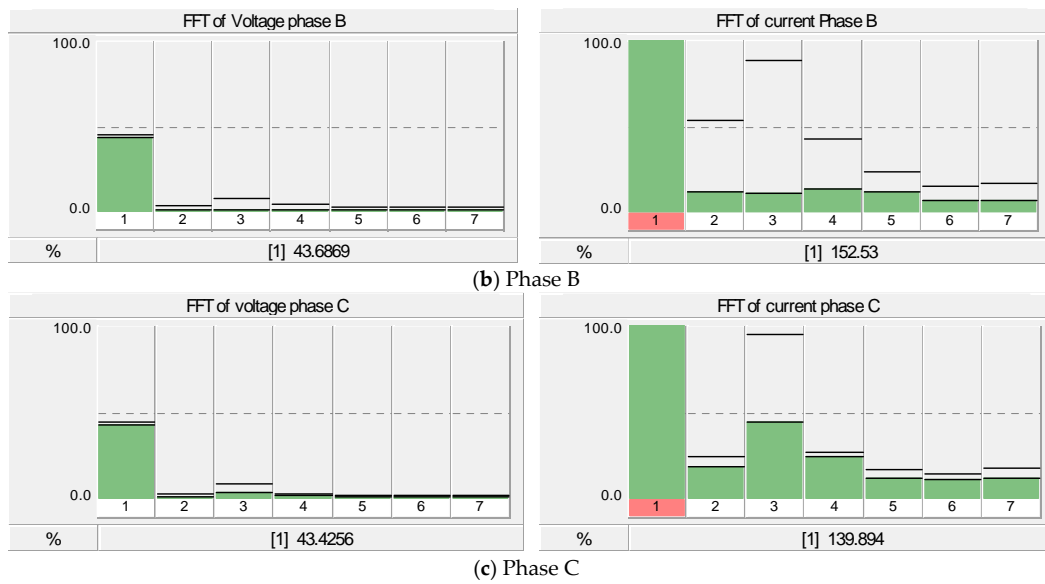 FFT of Voltage phase B
100.0
0.0
1 2 3 4 5 6 7
% [1] 43.6869
FFT of current Phase B
100.0
0.0
1 2 3 4 5 6 7
% [1] 152.53
(b) Phase B
FFT of voltage phase C
100.0
0.0
1 2 3 4 5 6 7
% [1] 43.4256
FFT of current phase C
100.0
0.0
1 2 3 4 5 6 7
% [1] 139.894
(c) Phase C